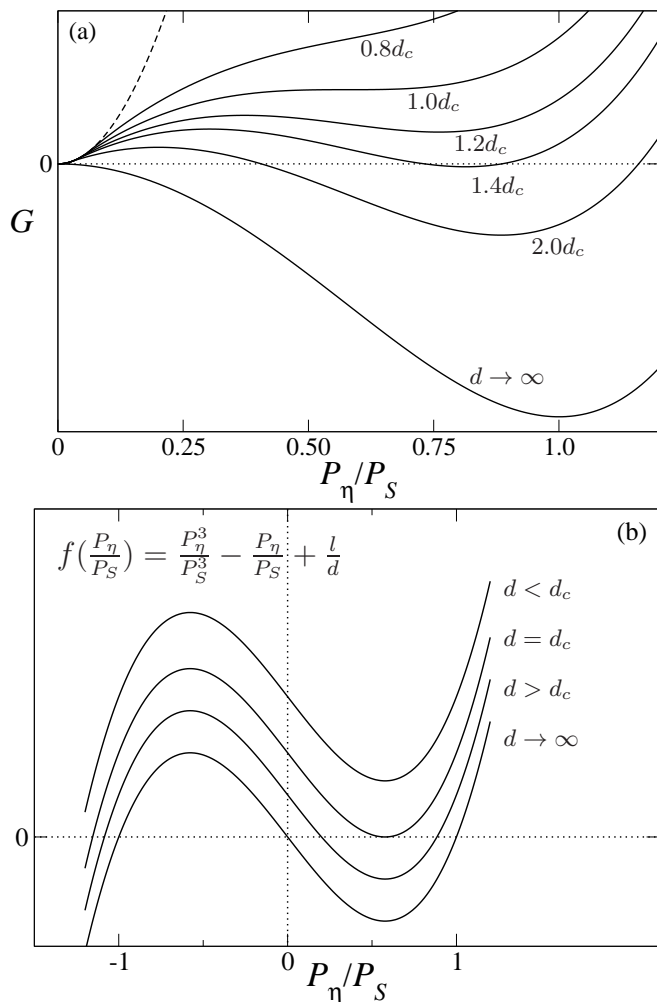 (a)
0.8d_c
1.0d_c
1.2d_c
0
1.4d_c
G
2.0d_c
d → ∞
0 0.25 0.50 0.75 1.0
P_η/P_S
(b)
f(P_η/P_S) = P_η^3/P_S^3 − P_η/P_S + l/d
d < d_c
d = d_c
d > d_c
d → ∞
0
-1 0 1
P_η/P_S